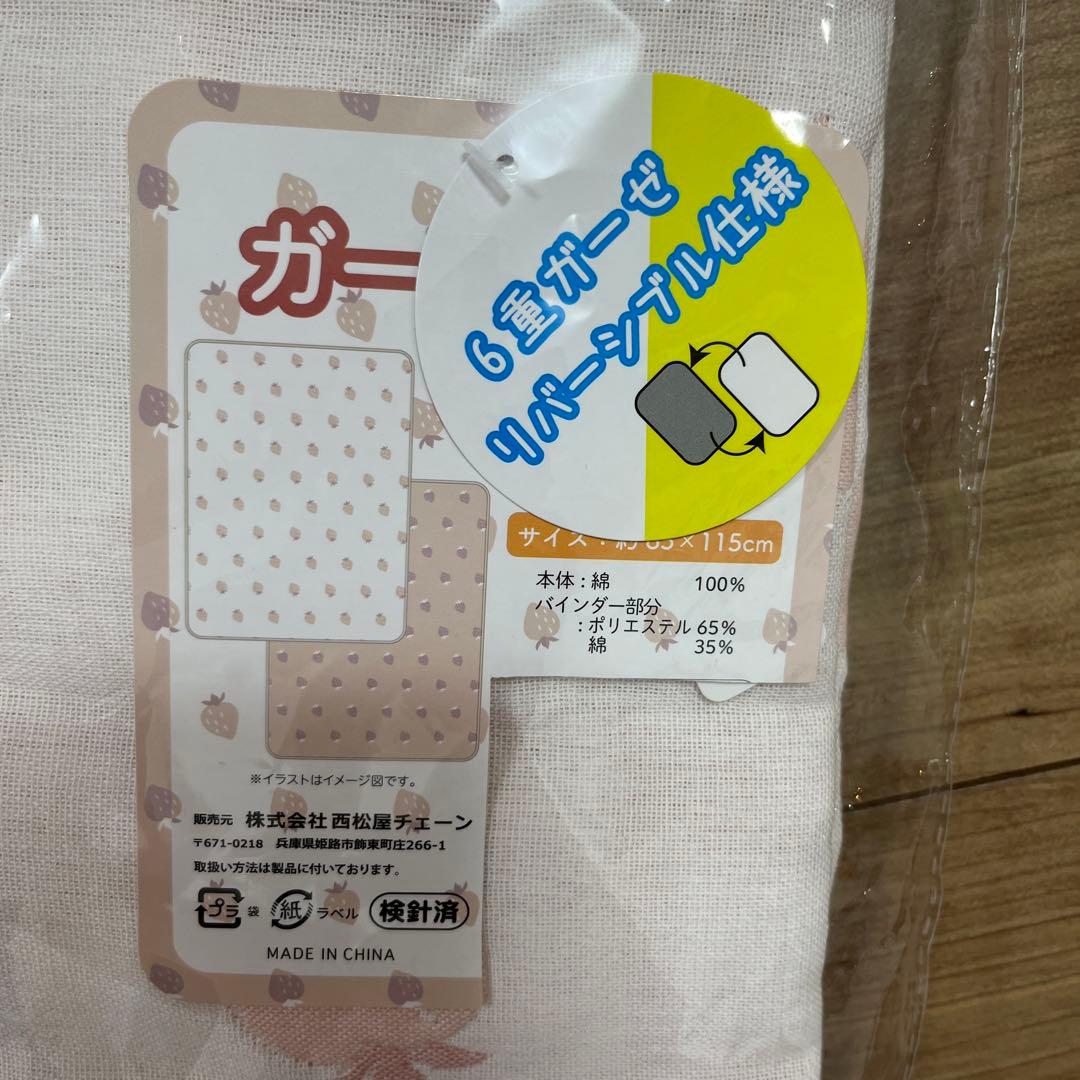 ガー
6重ガーゼ
リバーシブル仕様
サイズ：約 85×115cm
本体：綿 100%
バインダー部分
：ポリエステル 65%
綿 35%
※イラストはイメージ図です。
販売元 株式会社 西松屋チェーン
〒671-0218 兵庫県姫路市飾東町庄266-1
取扱い方法は製品に付いております。
プラ 袋 紙 ラベル 検針済
MADE IN CHINA